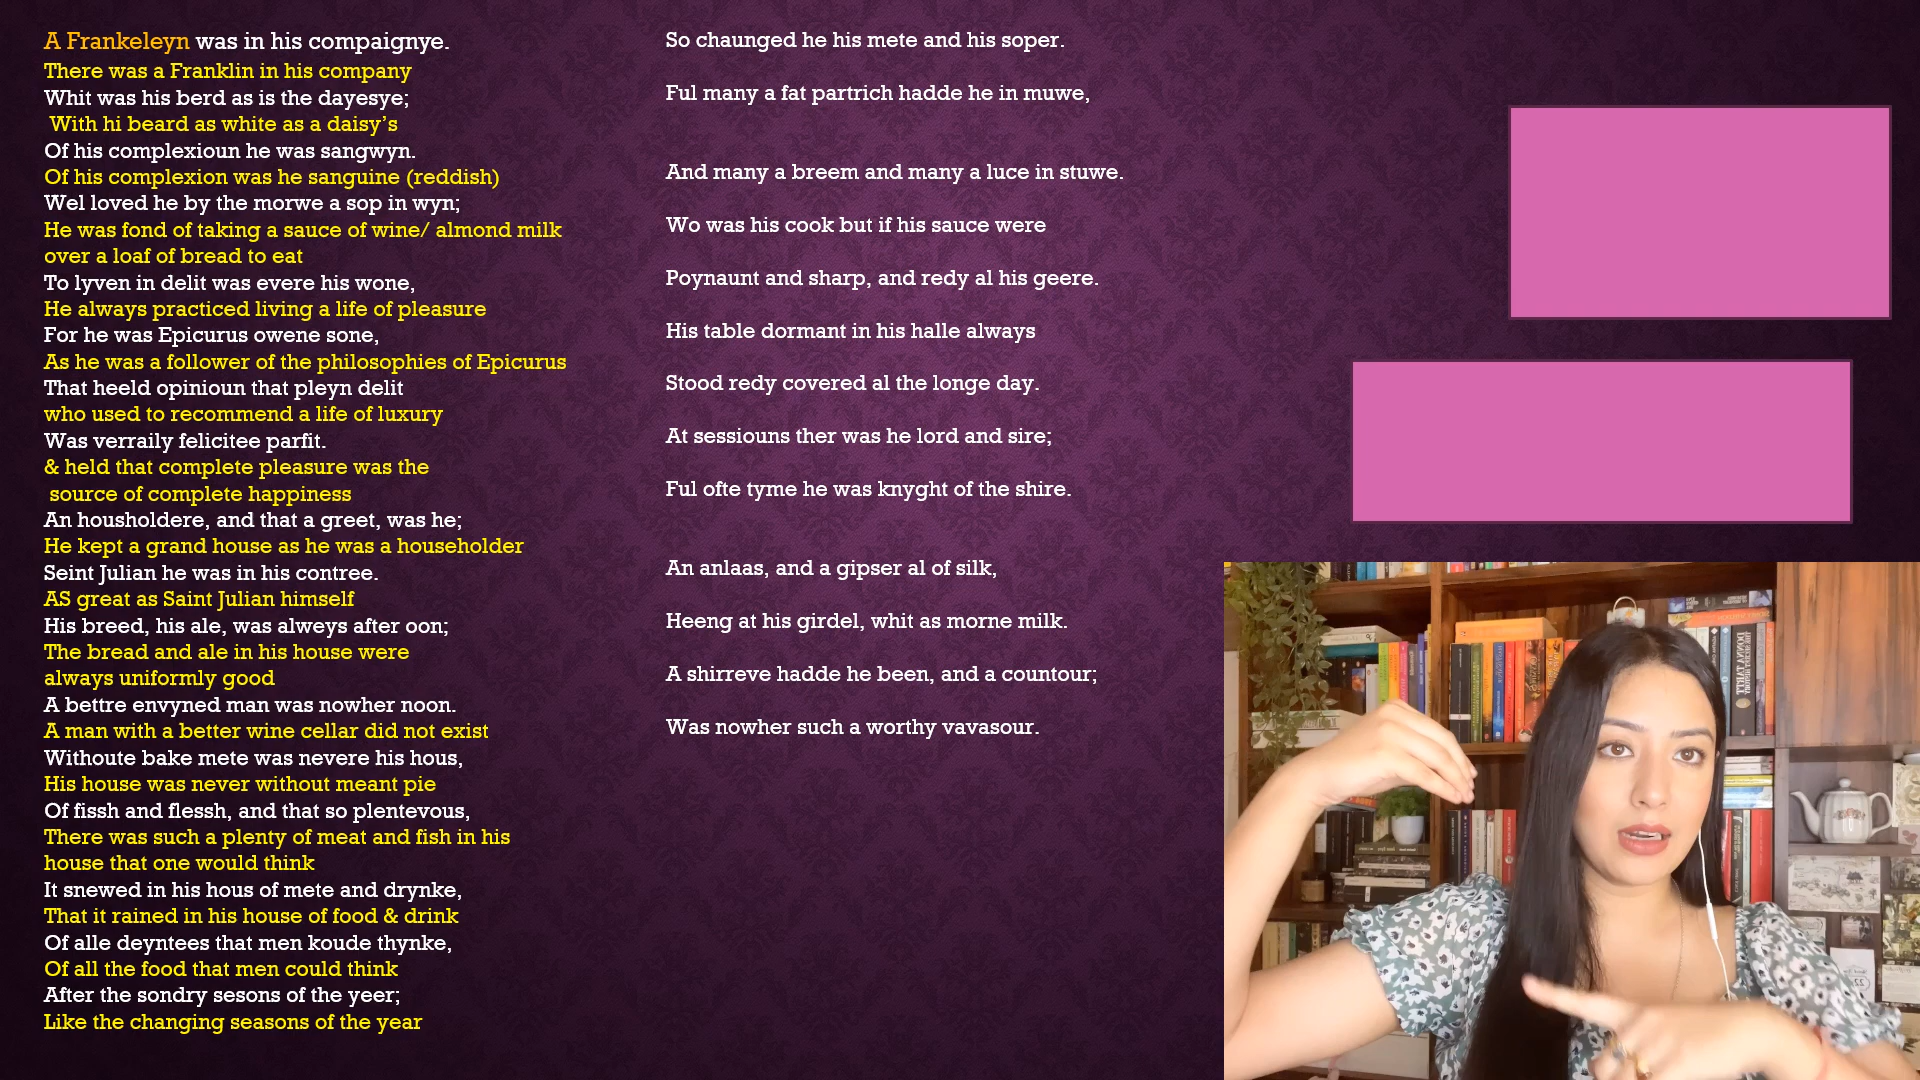 A Frankeleyn was in his compaignye.
There was a Franklin in his company
Whit was his berd as is the dayesye;
With hi beard as white as a daisy's
Of his complexioun he was sangwyn.
Of his complexion was he sanguine (reddish)
Wel loved he by the morwe a sop in wyn;
He was fond of taking a sauce of wine/ almond milk
over a loaf of bread to eat
To lyven in delit was evere his wone,
He always practiced living a life of pleasure
For he was Epicurus owene sone,
As he was a follower of the philosophies of Epicurus
That heeld opinioun that pleyn delit
who used to recommend a life of luxury
Was verraily felicitee parfit.
& held that complete pleasure was the
source of complete happiness
An housholdere, and that a greet, was he;
He kept a grand house as he was a householder
Seint Julian he was in his contree.
AS great as Saint Julian himself
His breed, his ale, was alweys after oon;
The bread and ale in his house were
always uniformly good
A bettre envyned man was nowher noon.
A man with a better wine cellar did not exist
Withoute bake mete was nevere his hous,
His house was never without meant pie
Of fissh and flessh, and that so plentevous,
There was such a plenty of meat and fish in his
house that one would think
It snewed in his hous of mete and drynke,
That it rained in his house of food & drink
Of alle deyntees that men koude thynke,
Of all the food that men could think
After the sondry sesons of the yeer;
Like the changing seasons of the year
So chaunged he his mete and his soper.
Ful many a fat partrich hadde he in muwe,
And many a breem and many a luce in stuwe.
Wo was his cook but if his sauce were
Poynaunt and sharp, and redy al his geere.
His table dormant in his halle always
Stood redy covered al the longe day.
At sessiouns ther was he lord and sire;
Ful ofte tyme he was knyght of the shire.
An anlaas, and a gipser al of silk,
Heeng at his girdel, whit as morne milk.
A shirreve hadde he been, and a countour;
Was nowher such a worthy vavasour.
DONNA TARTT